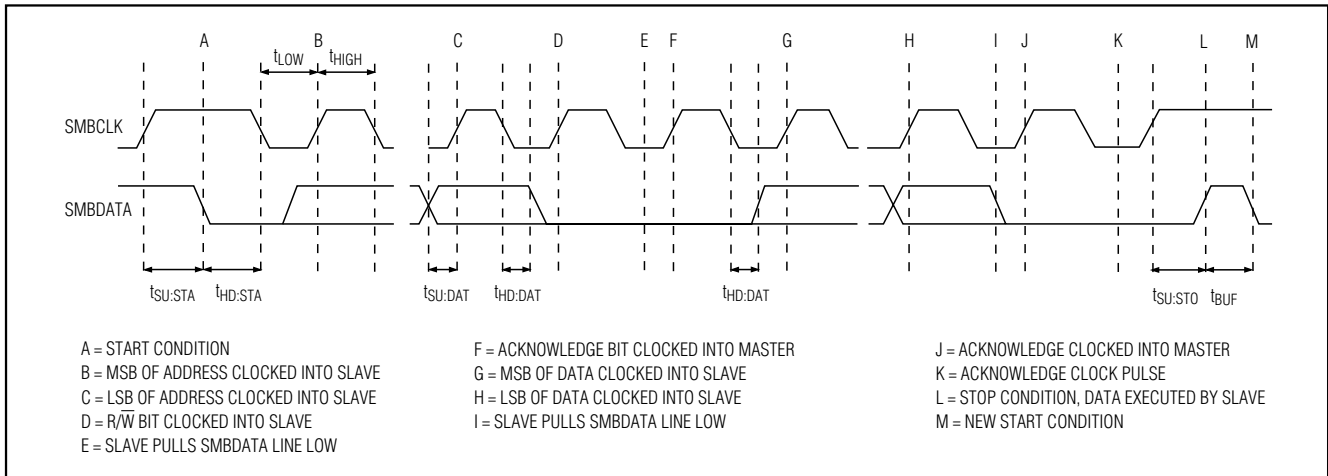 A B C D E F G H I J K L M
tLOW tHIGH
SMBCLK
SMBDATA
tSU:STA tHD:STA tSU:DAT tHD:DAT tHD:DAT tSU:STO tBUF
A = START CONDITION
B = MSB OF ADDRESS CLOCKED INTO SLAVE
C = LSB OF ADDRESS CLOCKED INTO SLAVE
D = R/W̅ BIT CLOCKED INTO SLAVE
E = SLAVE PULLS SMBDATA LINE LOW
F = ACKNOWLEDGE BIT CLOCKED INTO MASTER
G = MSB OF DATA CLOCKED INTO SLAVE
H = LSB OF DATA CLOCKED INTO SLAVE
I = SLAVE PULLS SMBDATA LINE LOW
J = ACKNOWLEDGE CLOCKED INTO MASTER
K = ACKNOWLEDGE CLOCK PULSE
L = STOP CONDITION, DATA EXECUTED BY SLAVE
M = NEW START CONDITION